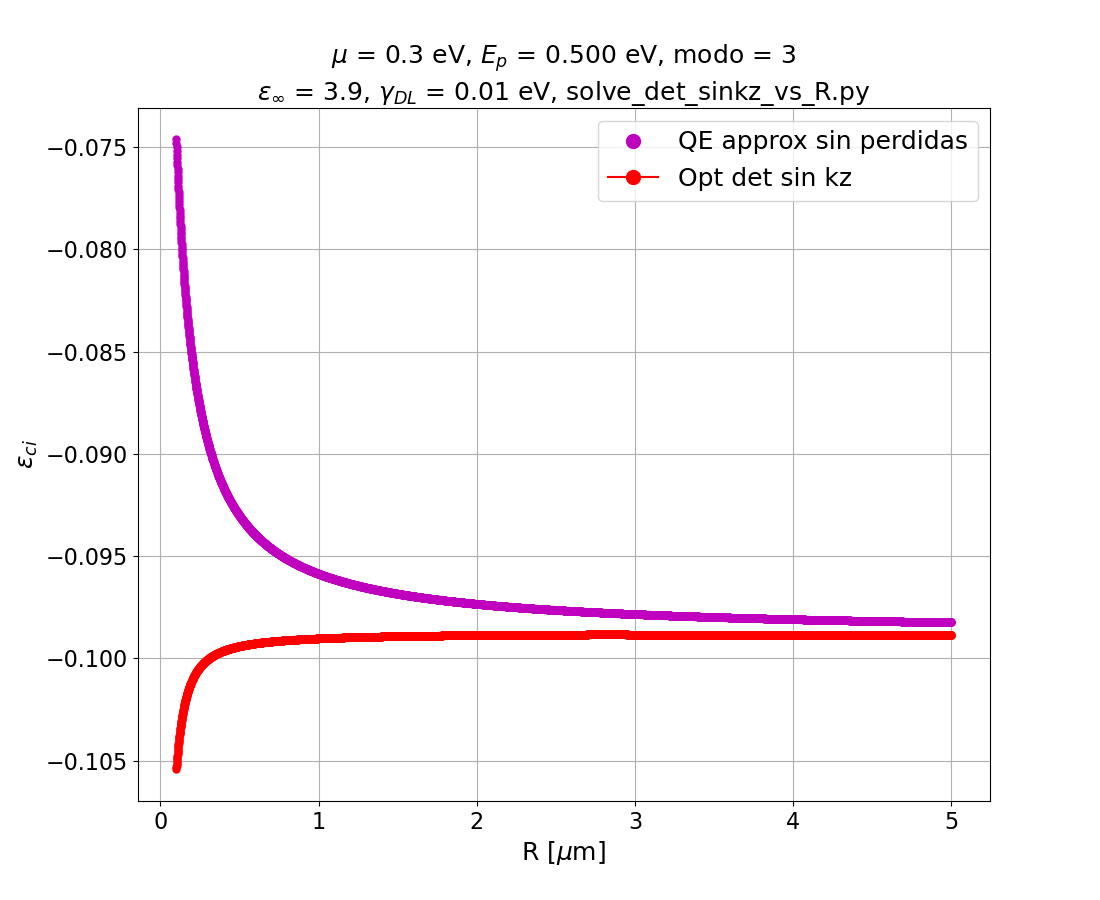 μ = 0.3 eV, E_p = 0.500 eV, modo = 3
ε_∞ = 3.9, γ_DL = 0.01 eV, solve_det_sinkz_vs_R.py
QE approx sin perdidas
Opt det sin kz
−0.075
−0.080
−0.085
−0.090
−0.095
−0.100
−0.105
ε_ci
0 1 2 3 4 5
R [μm]